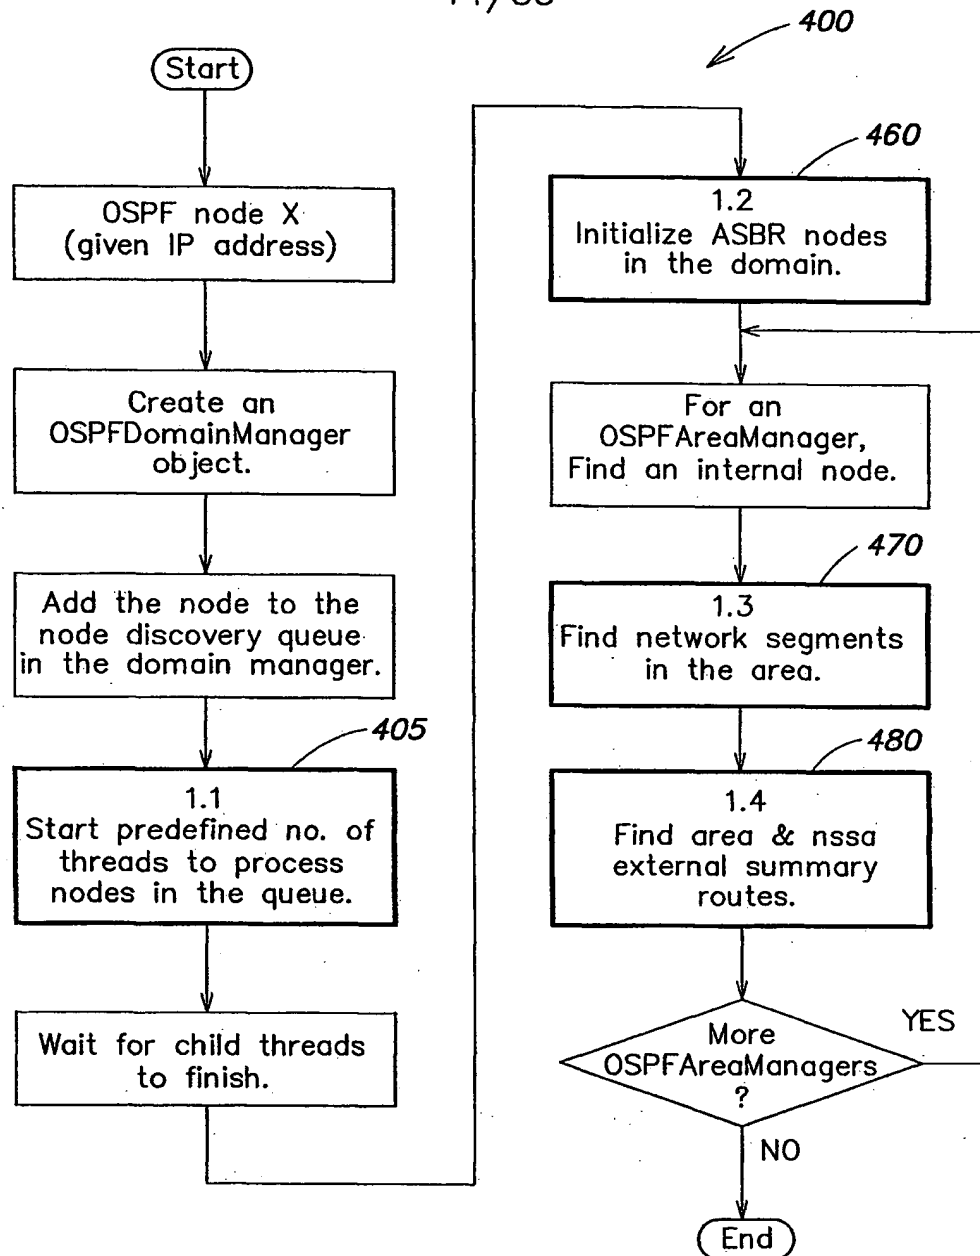 400
Start
OSPF node X
(given IP address)
Create an
OSPFDomainManager
object.
Add the node to the
node discovery queue
in the domain manager.
405
1.1
Start predefined no. of
threads to process
nodes in the queue.
Wait for child threads
to finish.
460
1.2
Initialize ASBR nodes
in the domain.
For an
OSPFAreaManager,
Find an internal node.
470
1.3
Find network segments
in the area.
480
1.4
Find area & nssa
external summary
routes.
More
OSPFAreaManagers
?
YES
NO
End